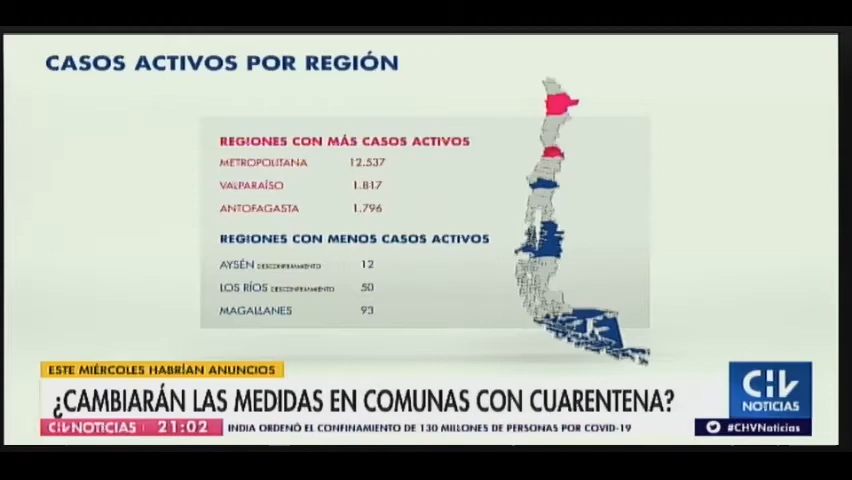 CASOS ACTIVOS POR REGIÓN
REGIONES CON MÁS CASOS ACTIVOS
METROPOLITANA 12.537
VALPARAÍSO 1.817
ANTOFAGASTA 1.796
REGIONES CON MENOS CASOS ACTIVOS
AYSÉN DESCONFINAMIENTO 12
LOS RÍOS DESCONFINAMIENTO 50
MAGALLANES 93
ESTE MIÉRCOLES HABRÍAN ANUNCIOS
¿CAMBIARÁN LAS MEDIDAS EN COMUNAS CON CUARENTENA?
CHV NOTICIAS
CHV NOTICIAS 21:02 INDIA ORDENÓ EL CONFINAMIENTO DE 130 MILLONES DE PERSONAS POR COVID-19 #CHVNoticias